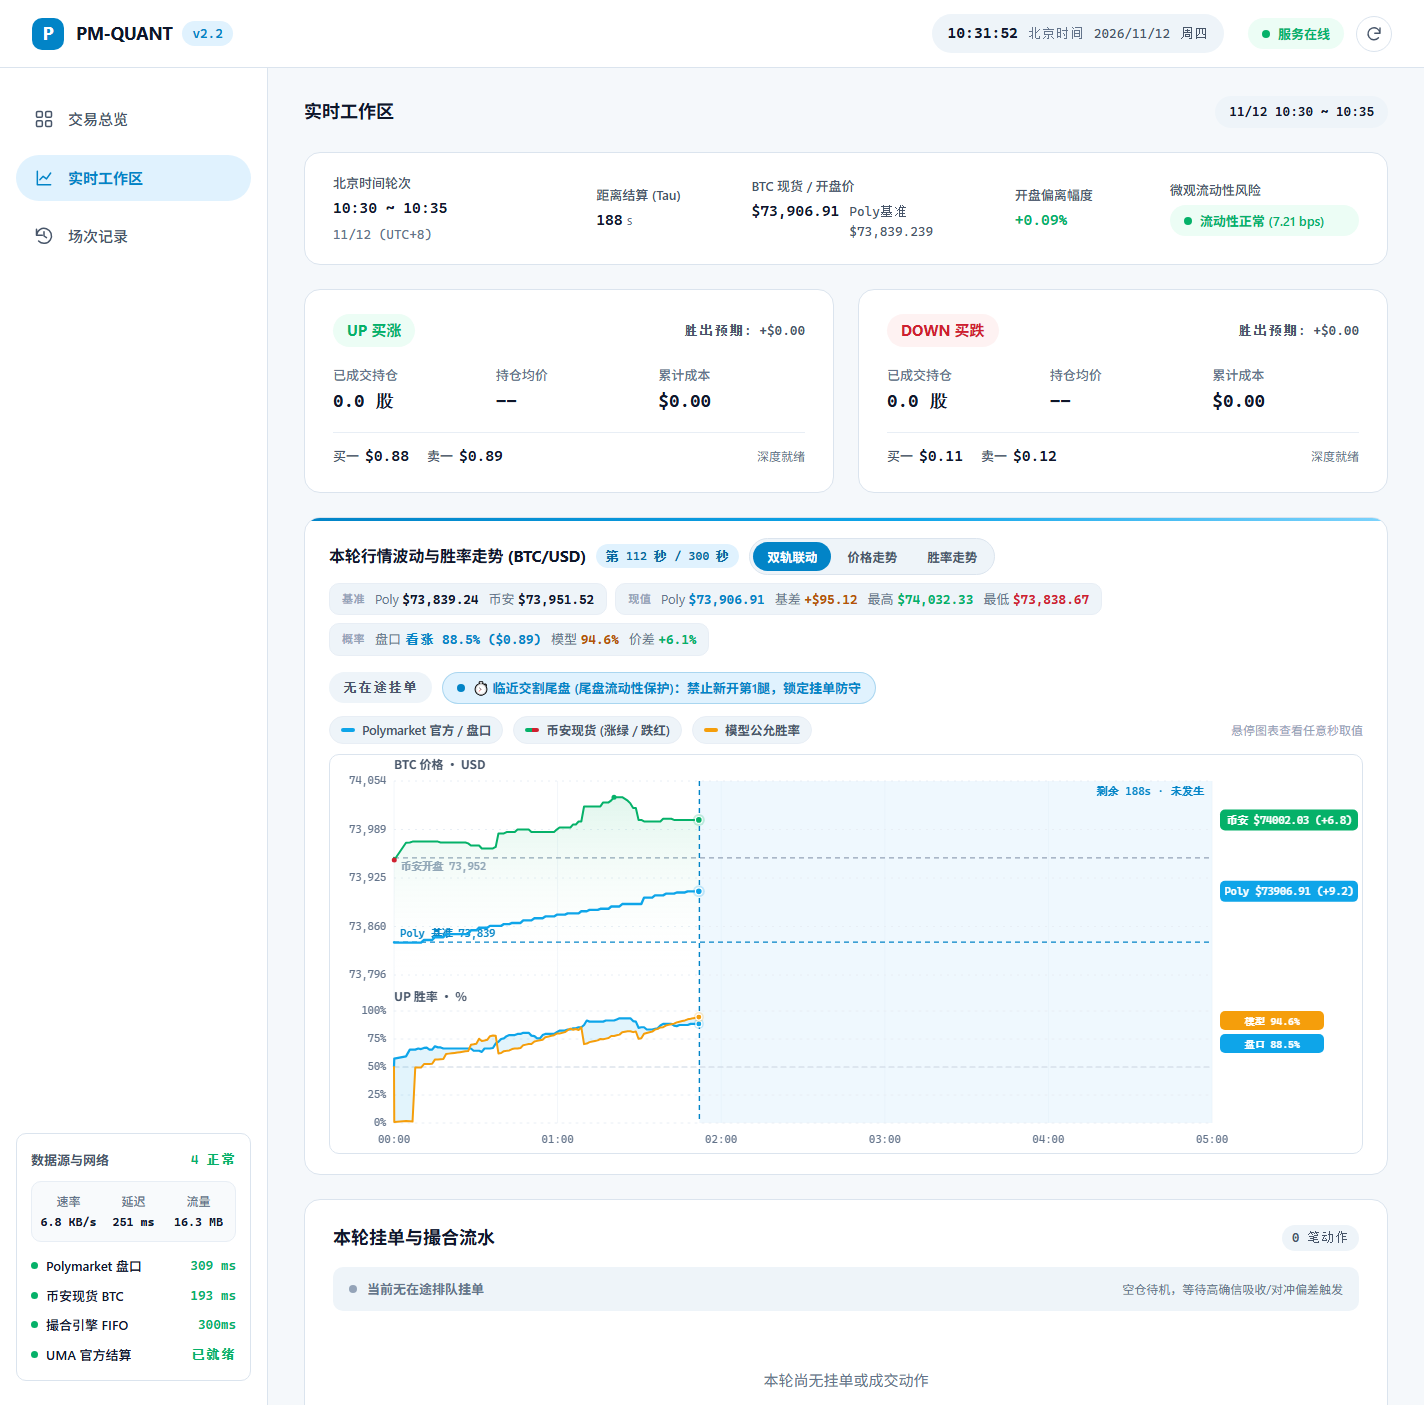 P PM-QUANT v2.2
10:31:52 北京时间 2026/11/12 周四
服务在线
交易总览
实时工作区
场次记录
实时工作区
11/12 10:30 ~ 10:35
北京时间轮次
10:30 ~ 10:35
11/12 (UTC+8)
距离结算 (Tau)
188 s
BTC 现货 / 开盘价
$73,906.91 Poly基准
$73,839.239
开盘偏离幅度
+0.09%
微观流动性风险
流动性正常 (7.21 bps)
UP 买涨
胜出预期: +$0.00
已成交持仓 持仓均价 累计成本
0.0 股 —— $0.00
买一 $0.88 卖一 $0.89 深度就绪
DOWN 买跌
胜出预期: +$0.00
已成交持仓 持仓均价 累计成本
0.0 股 —— $0.00
买一 $0.11 卖一 $0.12 深度就绪
本轮行情波动与胜率走势 (BTC/USD) 第 112 秒 / 300 秒 双轨联动 价格走势 胜率走势
基准 Poly $73,839.24 币安 $73,951.52
现值 Poly $73,906.91 基差 +$95.12 最高 $74,032.33 最低 $73,838.67
概率 盘口 看涨 88.5% ($0.89) 模型 94.6% 价差 +6.1%
无在途挂单
⏱ 临近交割尾盘 (尾盘流动性保护)：禁止新开第1腿，锁定挂单防守
Polymarket 官方 / 盘口 币安现货 (涨绿 / 跌红) 模型公允胜率
悬停图表查看任意秒取值
BTC 价格 • USD
74,054
73,989
73,925
73,860
73,796
剩余 188s · 未发生
币安开盘 73,952
Poly 基准 73,839
币安 $74002.03 (+6.8)
Poly $73906.91 (+9.2)
UP 胜率 • %
100%
75%
50%
25%
0%
模型 94.6%
盘口 88.5%
00:00 01:00 02:00 03:00 04:00 05:00
本轮挂单与撮合流水
0 笔动作
当前无在途排队挂单
空仓待机，等待高确信吸收/对冲偏差触发
本轮尚无挂单或成交动作
数据源与网络 4 正常
速率 延迟 流量
6.8 KB/s 251 ms 16.3 MB
Polymarket 盘口 309 ms
币安现货 BTC 193 ms
撮合引擎 FIFO 300ms
UMA 官方结算 已就绪